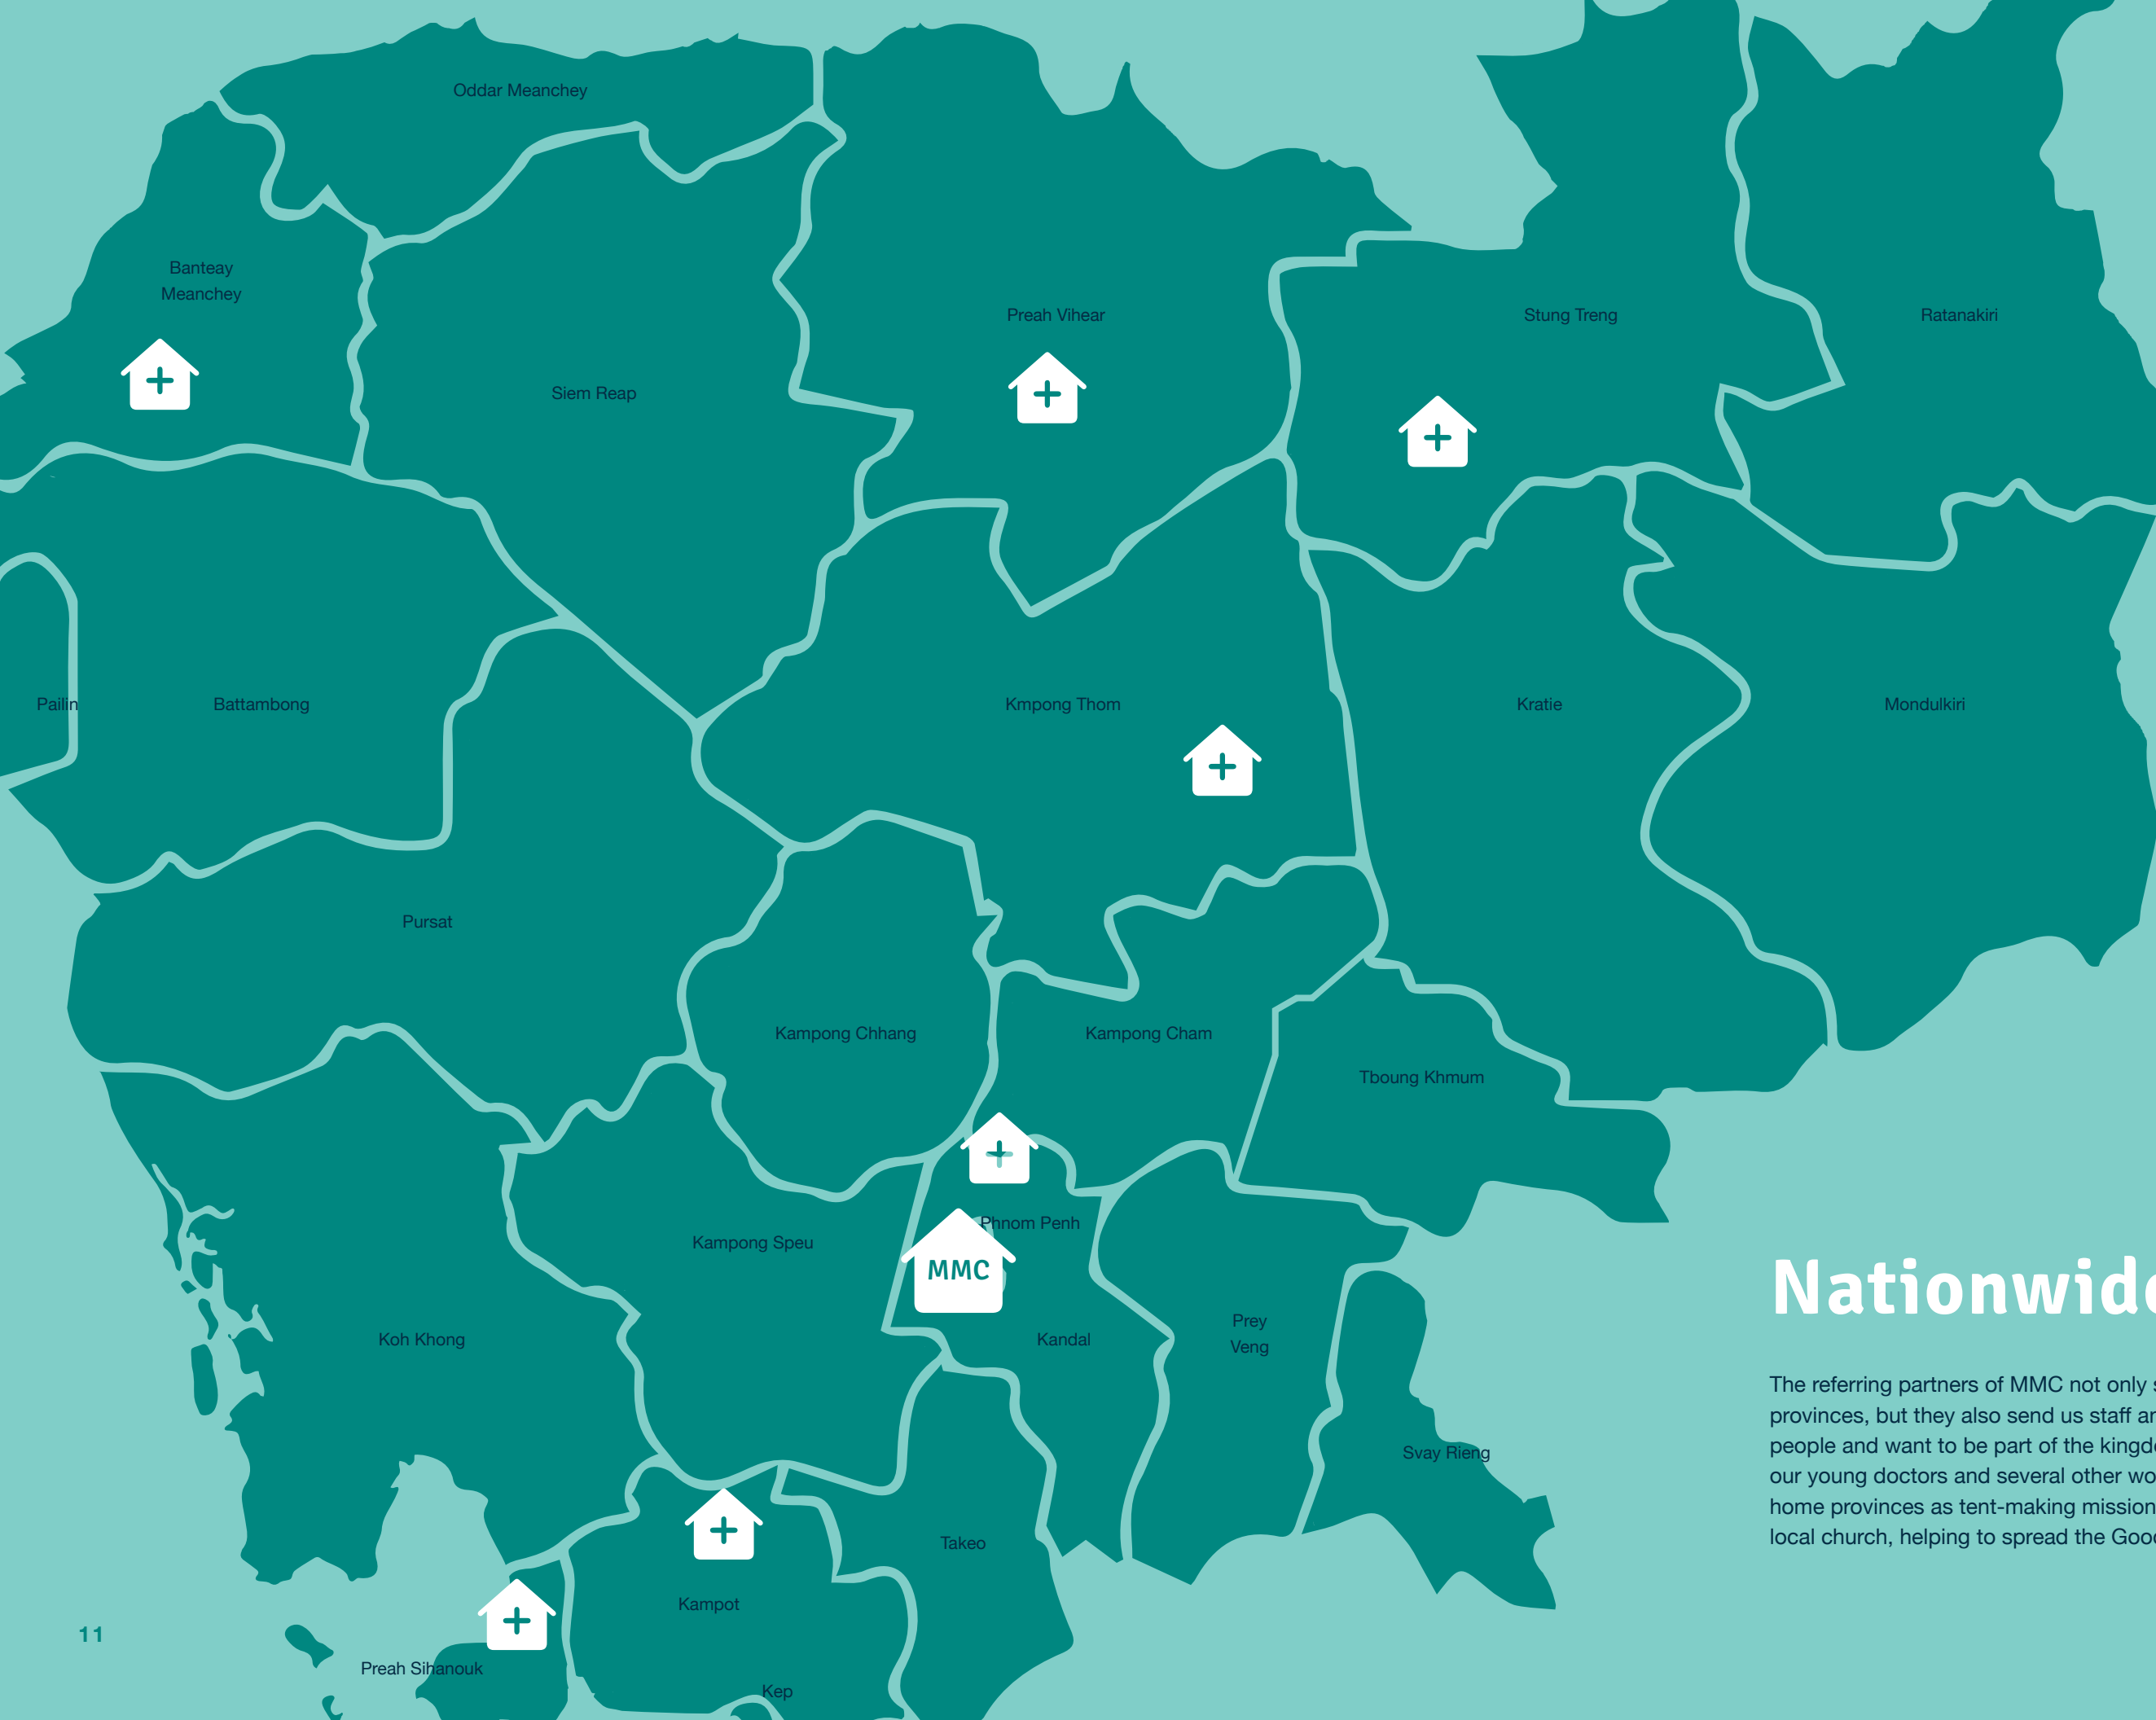 Oddar Meanchey
Banteay
Meanchey
Preah Vihear
Stung Treng
Ratanakiri
Siem Reap
Pailin
Battambong
Kmpong Thom
Kratie
Mondulkiri
Pursat
Kampong Chhang
Kampong Cham
Tboung Khmum
Phnom Penh
Kampong Speu
MMC
Koh Khong
Kandal
Prey
Veng
Svay Rieng
Takeo
Kampot
Preah Sihanouk
Kep
11
Nationwide
The referring partners of MMC not only s
provinces, but they also send us staff an
people and want to be part of the kingd
our young doctors and several other wo
home provinces as tent-making mission
local church, helping to spread the Good